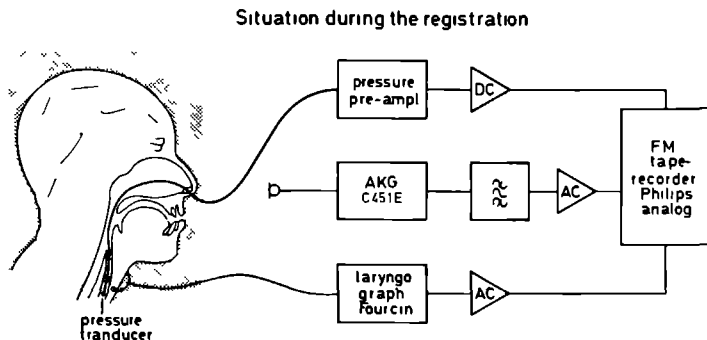 Situation during the registration
pressure
pre-ampl
DC
AKG
C451E
AC
FM
tape-
recorder
Philips
analog
laryngo
graph
fourcin
AC
pressure
tranducer